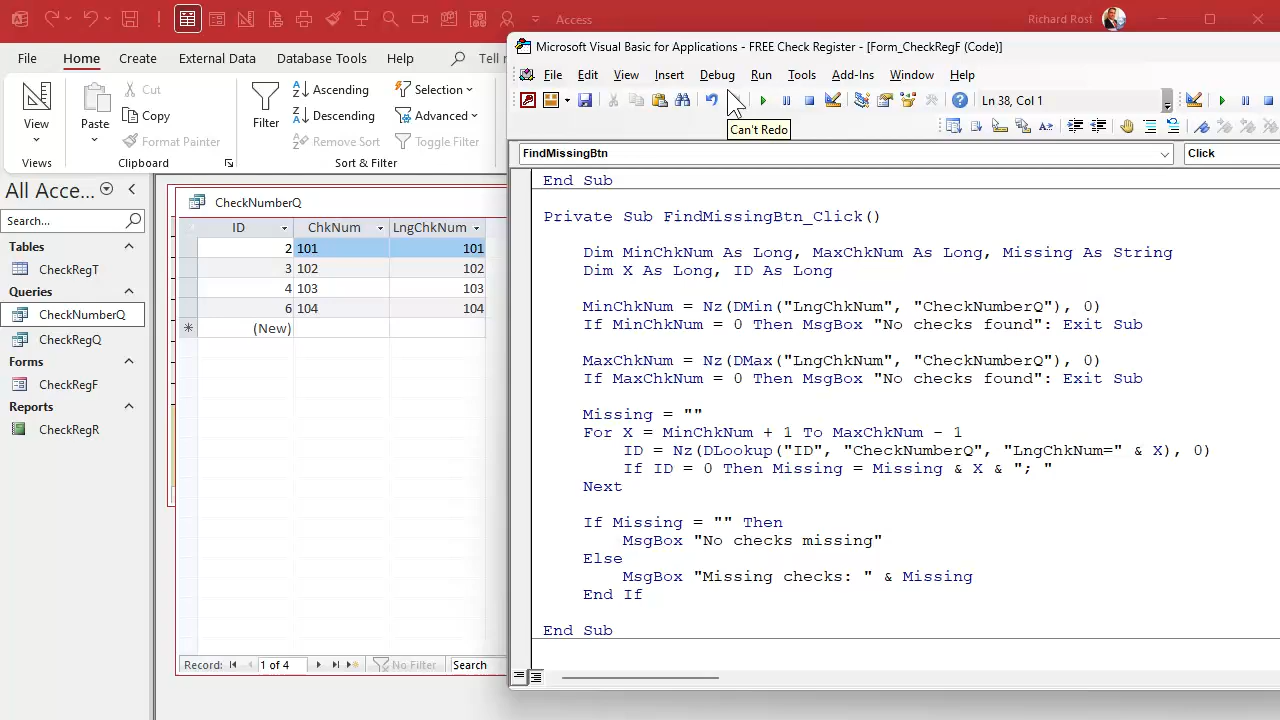 Access
Richard Rost
File
Home
Create
External Data
Database Tools
Help
Tell
View
Paste
Cut
Copy
Format Painter
Clipboard
Filter
Ascending
Descending
Remove Sort
Selection
Advanced
Toggle Filter
Sort & Filter
All Acce...
Search...
Tables
CheckRegT
Queries
CheckNumberQ
CheckRegQ
Forms
CheckRegF
Reports
CheckRegR
CheckNumberQ
ID ChkNum LngChkNum
2 101 101
3 102 102
4 103 103
6 104 104
(New)
Record: 1 of 4 No Filter Search
Microsoft Visual Basic for Applications - FREE Check Register - [Form_CheckRegF (Code)]
File Edit View Insert Debug Run Tools Add-Ins Window Help
Ln 38, Col 1
Can't Redo
FindMissingBtn
Click
End Sub
Private Sub FindMissingBtn_Click()
Dim MinChkNum As Long, MaxChkNum As Long, Missing As String
Dim X As Long, ID As Long
MinChkNum = Nz(DMin("LngChkNum", "CheckNumberQ"), 0)
If MinChkNum = 0 Then MsgBox "No checks found": Exit Sub
MaxChkNum = Nz(DMax("LngChkNum", "CheckNumberQ"), 0)
If MaxChkNum = 0 Then MsgBox "No checks found": Exit Sub
Missing = ""
For X = MinChkNum + 1 To MaxChkNum - 1
ID = Nz(DLookup("ID", "CheckNumberQ", "LngChkNum=" & X), 0)
If ID = 0 Then Missing = Missing & X & "; "
Next
If Missing = "" Then
MsgBox "No checks missing"
Else
MsgBox "Missing checks: " & Missing
End If
End Sub